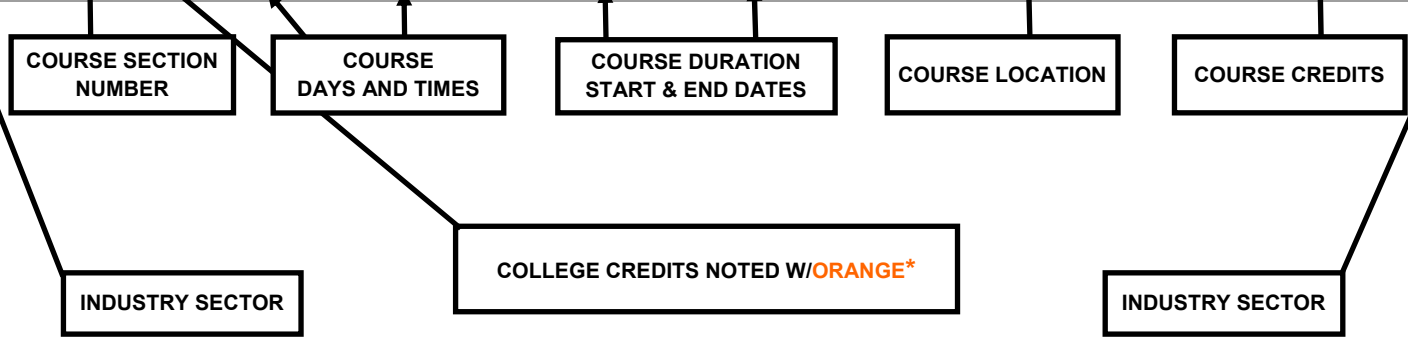 COURSE SECTION
NUMBER
COURSE
DAYS AND TIMES
COURSE DURATION
START & END DATES
COURSE LOCATION
COURSE CREDITS
COLLEGE CREDITS NOTED W/ORANGE*
INDUSTRY SECTOR
INDUSTRY SECTOR